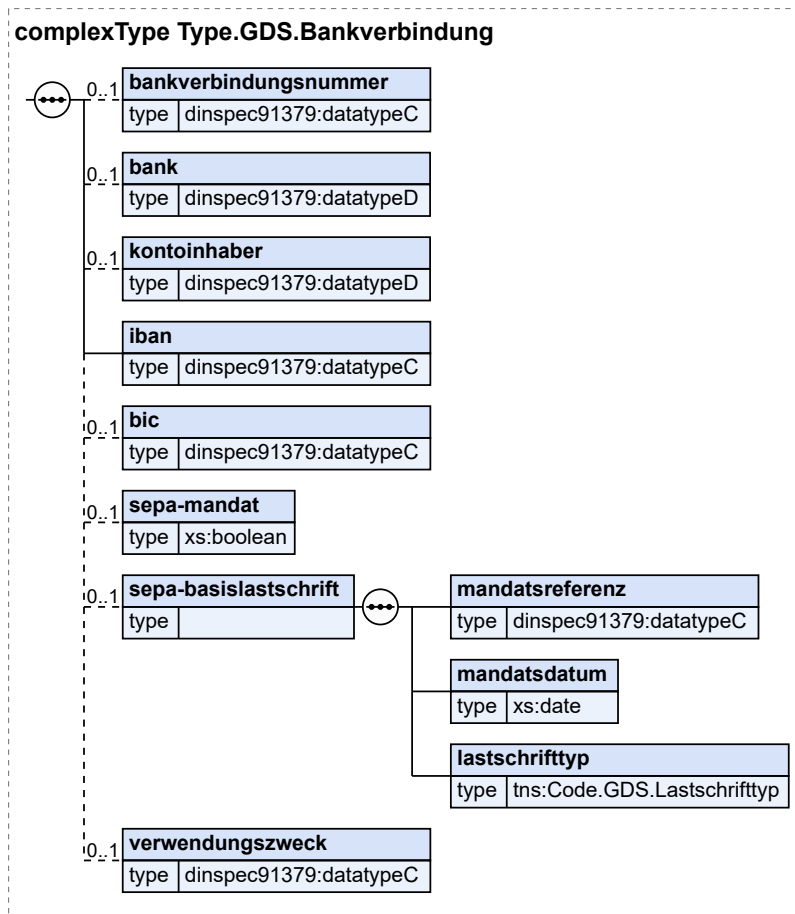 complexType Type.GDS.Bankverbindung
0..1
bankverbindungsnummer
type dinspec91379:datatypeC
0..1
bank
type dinspec91379:datatypeD
0..1
kontoinhaber
type dinspec91379:datatypeD
iban
type dinspec91379:datatypeC
0..1
bic
type dinspec91379:datatypeC
0..1
sepa-mandat
type xs:boolean
0..1
sepa-basislastschrift
type
mandatsreferenz
type dinspec91379:datatypeC
mandatsdatum
type xs:date
lastschrifttyp
type tns:Code.GDS.Lastschrifttyp
0..1
verwendungszweck
type dinspec91379:datatypeC